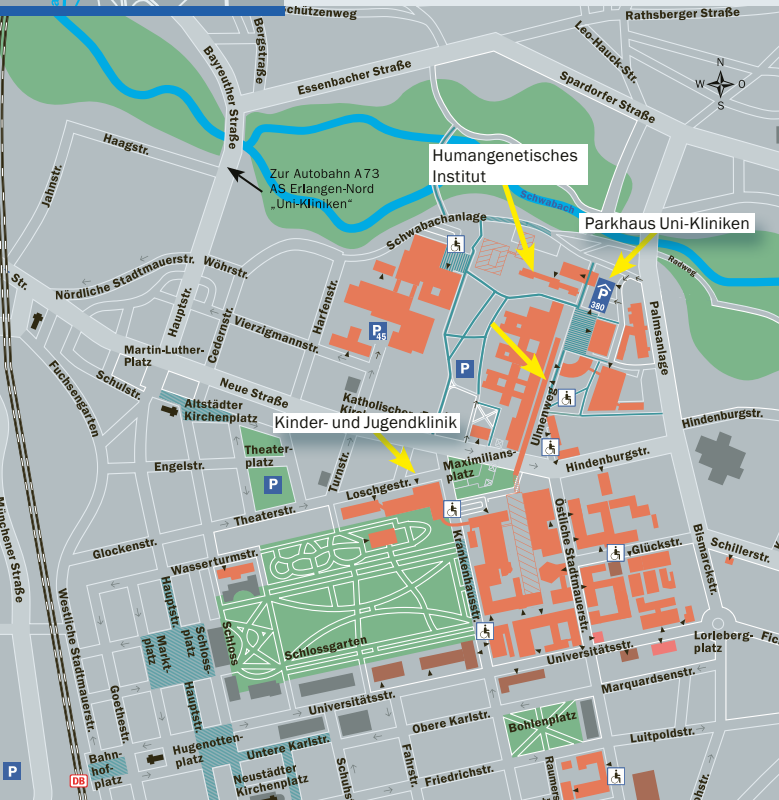 Schützenweg
Rathsberger Straße
Bergstraße
Bayreuther Straße
Leo-Hauck-Str.
Essenbacher Straße
Spardorfer Straße
N
W
O
S
Haagstr.
Jahnstr.
Humangenetisches
Institut
Zur Autobahn A 73
AS Erlangen-Nord
„Uni-Kliniken"
Schwabach
Schwabachanlage
Parkhaus Uni-Kliniken
Radweg
Wöhrstr.
Nördliche Stadtmauerstr.
Str.
Hauptstr.
Cedernstr.
Harfenstr.
Vierzigmannstr.
P
380
Palmsanlage
P
45
Martin-Luther-
Platz
Fuchsengarten
Schulstr.
Neue Straße
P
Altstädter
Kirchenplatz
Katholischer
Ulmenweg
Kinder- und Jugendklinik
Hindenburgstr.
Theater-
platz
Engelstr.
Turnstr.
Maximilians-
platz
Hindenburgstr.
P
Loschgestr.
Theaterstr.
Münchener Straße
Glockenstr.
Wasserturmstr.
Krankenhausstr.
Östliche Stadtmauerstr.
Glückstr.
Bismarckstr.
Schillerstr.
Westliche Stadtmauerstr.
Hauptstr.
Schloss-
platz
Markt-
platz
Schloss
Schlossgarten
Universitätsstr.
Lorleberg-
platz
Goethestr.
Hauptstr.
Universitätsstr.
Marquardsenstr.
Obere Karlstr.
Bohlenplatz
Luitpoldstr.
Hugenotten-
platz
Untere Karlstr.
Bahn-
hof-
platz
P
DB
Neustädter
Kirchenplatz
Fahrstr.
Friedrichstr.